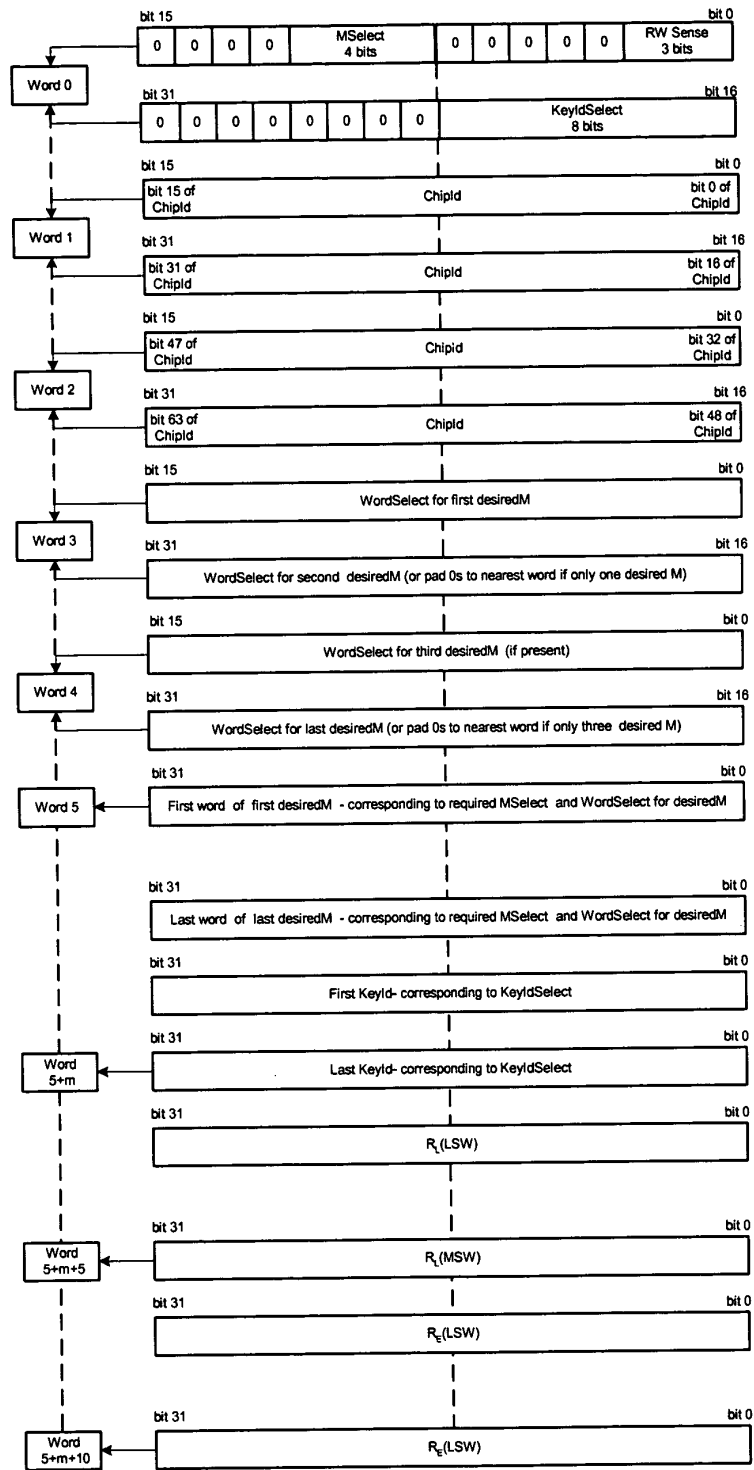 bit 15
bit 0
0 0 0 0 MSelect 4 bits 0 0 0 0 0 RW Sense 3 bits
Word 0
bit 31
bit 16
0 0 0 0 0 0 0 0 KeyIdSelect 8 bits
bit 15
bit 0
bit 15 of ChipId
ChipId
bit 0 of ChipId
Word 1
bit 31
bit 16
bit 31 of ChipId
ChipId
bit 16 of ChipId
bit 15
bit 0
bit 47 of ChipId
ChipId
bit 32 of ChipId
Word 2
bit 31
bit 16
bit 63 of ChipId
ChipId
bit 48 of ChipId
bit 15
bit 0
WordSelect for first desiredM
Word 3
bit 31
bit 16
WordSelect for second desiredM (or pad 0s to nearest word if only one desired M)
bit 15
bit 0
WordSelect for third desiredM (if present)
Word 4
bit 31
bit 16
WordSelect for last desiredM (or pad 0s to nearest word if only three desired M)
bit 31
bit 0
Word 5
First word of first desiredM - corresponding to required MSelect and WordSelect for desiredM
bit 31
bit 0
Last word of last desiredM - corresponding to required MSelect and WordSelect for desiredM
bit 31
bit 0
First KeyId- corresponding to KeyIdSelect
bit 31
bit 0
Word 5+m
Last KeyId- corresponding to KeyIdSelect
bit 31
bit 0
R_L(LSW)
bit 31
bit 0
Word 5+m+5
R_L(MSW)
bit 31
bit 0
R_E(LSW)
bit 31
bit 0
Word 5+m+10
R_E(LSW)